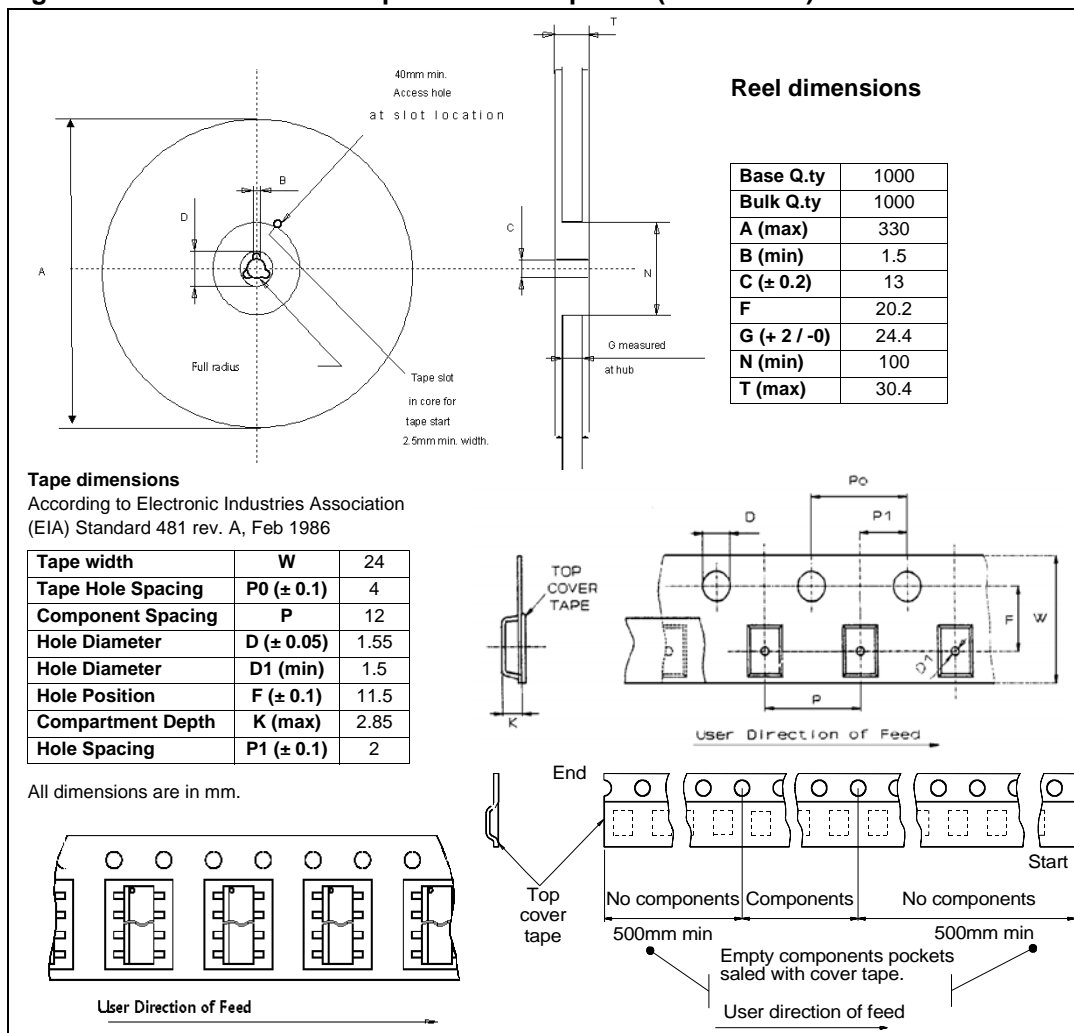 T
40mm min.
Access hole
at slot location
B
D
C
A
N
Full radius
G measured
at hub
Tape slot
in core for
tape start
2.5mm min. width.
Reel dimensions
Base Q.ty 1000
Bulk Q.ty 1000
A (max) 330
B (min) 1.5
C (± 0.2) 13
F 20.2
G (+ 2 / -0) 24.4
N (min) 100
T (max) 30.4
Tape dimensions
According to Electronic Industries Association
(EIA) Standard 481 rev. A, Feb 1986
Tape width W 24
Tape Hole Spacing P0 (± 0.1) 4
Component Spacing P 12
Hole Diameter D (± 0.05) 1.55
Hole Diameter D1 (min) 1.5
Hole Position F (± 0.1) 11.5
Compartment Depth K (max) 2.85
Hole Spacing P1 (± 0.1) 2
All dimensions are in mm.
Po
D
P1
TOP
COVER
TAPE
F
W
D1
P
K
User Direction of Feed
End
Start
Top
cover
tape
No components
Components
No components
500mm min
500mm min
Empty components pockets
saled with cover tape.
User direction of feed
User Direction of Feed